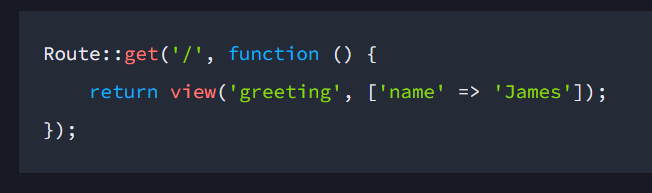 Route::get('/', function () {
    return view('greeting', ['name' => 'James']);
});